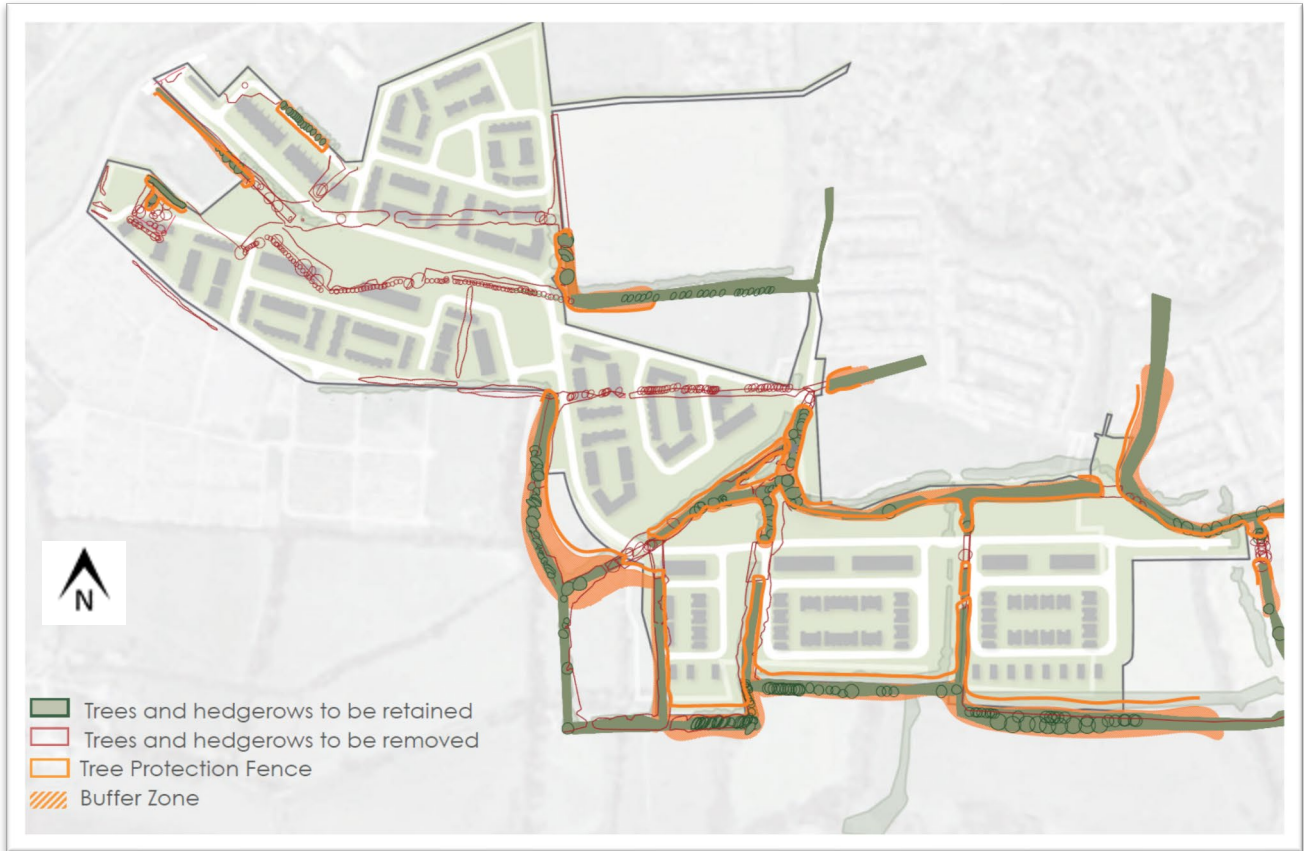 N
Trees and hedgerows to be retained
Trees and hedgerows to be removed
Tree Protection Fence
Buffer Zone